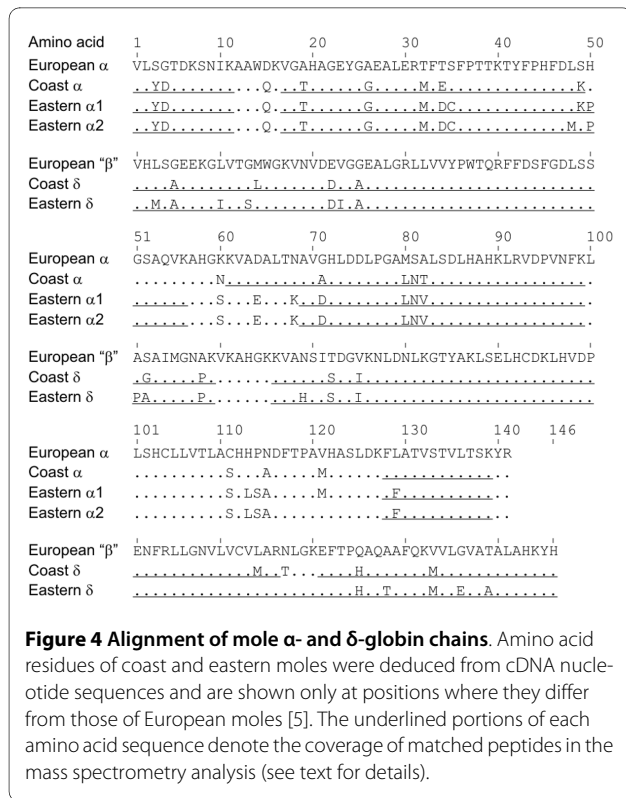 Amino acid 1 10 20 30 40 50
European α VLSGTDKSNIKAAWDKVGAHAGEYGAEALERTFTSFPTTKTYFPHFDLSH
Coast α ..YD..........Q..T......G.....M.E..............K.
Eastern α1 ..YD..........Q..T......G.....M.DC.............KP
Eastern α2 ..YD..........Q..T......G.....M.DC............M.P
European “β” VHLSGEEKGLVTGMWGKVNVDEVGGEALGRLLVVYPWTQRFFDSFGDLSS
Coast δ ....A........L.......D..A.........................
Eastern δ ..M.A....I..S........DI.A.........................
51 60 70 80 90 100
European α GSAQVKAHGKKVADALTNAVGHLDDLPGAMSALSDLHAHKLRVDPVNFKL
Coast α .........N..........A........LNT..................
Eastern α1 .........S...E....N..D.......LNV..................
Eastern α2 .........S...E....N..D.......LNV..................
European “β” ASAIMGNAKVKAHGKKVANSITDGVKNLDNLKGTYAKLSELHCDKLHVDP
Coast δ .G.....P............S..I..........................
Eastern δ PA.....P.........H..S..I..........................
101 110 120 130 140 146
European α LSHCLLVTLACHHPNDFTPAVHASLDKFLATVSTVLTSKYR
Coast α ..........S...A.....M....................
Eastern α1 ..........S.LSA.....M.......F............
Eastern α2 ..........S.LSA.............F............
European “β” ENFRLLGNVLVCVLARNLGKEFTPQAQAAFQKVVLGVATALAHKYH
Coast δ .............M..T.......H.......M.............
Eastern δ ........................H..T....M..S..A.......
Figure 4 Alignment of mole α- and δ-globin chains. Amino acid
residues of coast and eastern moles were deduced from cDNA nucle-
otide sequences and are shown only at positions where they differ
from those of European moles [5]. The underlined portions of each
amino acid sequence denote the coverage of matched peptides in the
mass spectrometry analysis (see text for details).